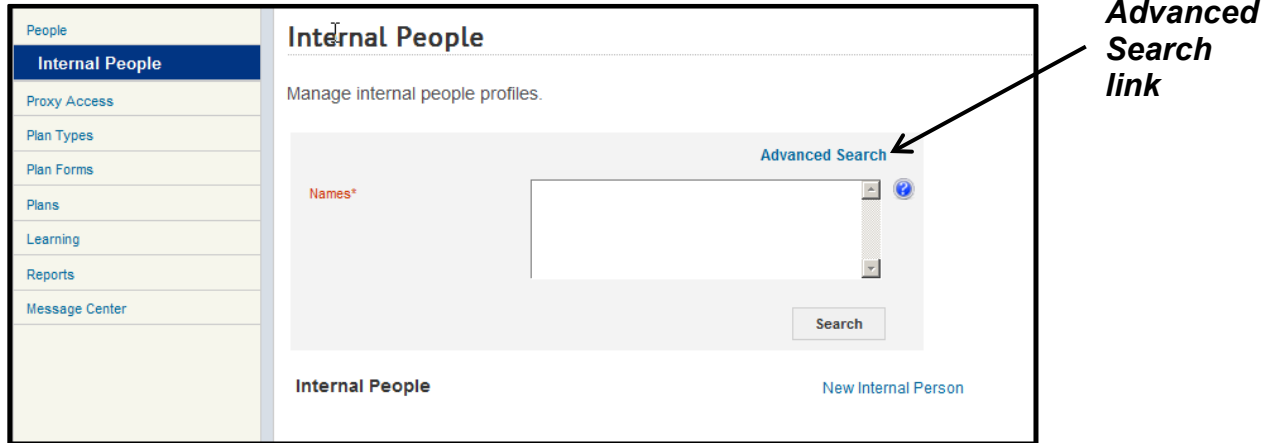 People
Internal People
Proxy Access
Plan Types
Plan Forms
Plans
Learning
Reports
Message Center
Internal People
Manage internal people profiles.
Advanced Search
Names*
?
Search
Internal People
New Internal Person
Advanced
Search
link